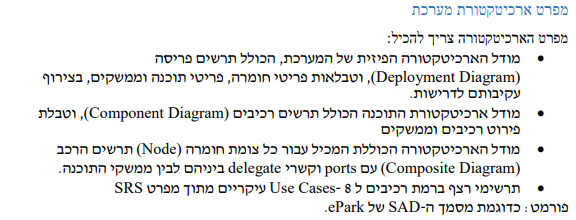 מפרט ארכיטקטורת מערכת
מפרט הארכיטקטורה צריך להכיל:
• מודל הארכיטקטורה הפיזית של המערכת, הכולל תרשים פריסה
(Deployment Diagram), וטבלאות פריטי חומרה, פריטי תוכנה וממשקים, בצירוף
עקיבותם לדרישות.
• מודל ארכיטקטורת התוכנה הכולל תרשים רכיבים (Component Diagram), וטבלת
פירוט רכיבים וממשקים
• מודל הארכיטקטורה הכוללת המכיל עבור כל צומת חומרה (Node) תרשים הרכב
(Composite Diagram) עם ports וקשרי delegate ביניהם לבין ממשקי התוכנה.
• תרשימי רצף ברמת רכיבים ל 8- Use Cases עיקריים מתוך מפרט SRS
פורמט: כדוגמת מסמך ה-SAD של ePark.